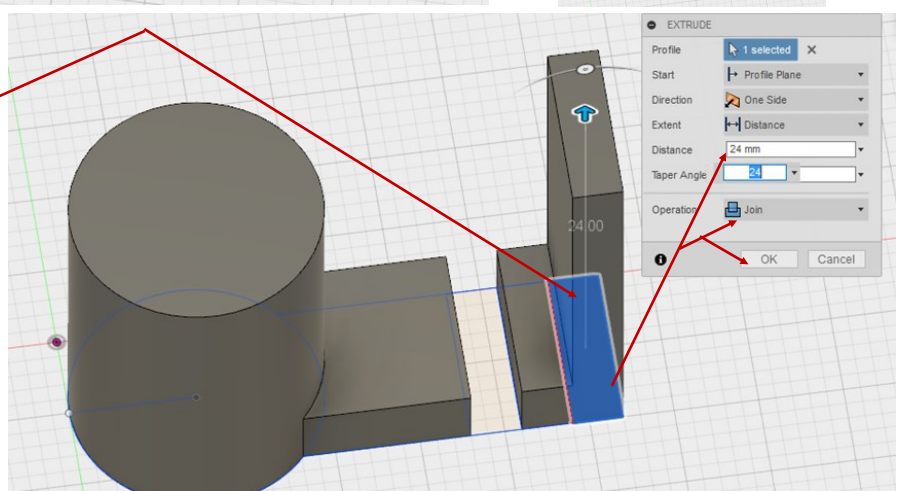 EXTRUDE
Profile 1 selected
Start Profile Plane
Direction One Side
Extent Distance
Distance 24 mm
Taper Angle 24
Operation Join
OK Cancel
24.00